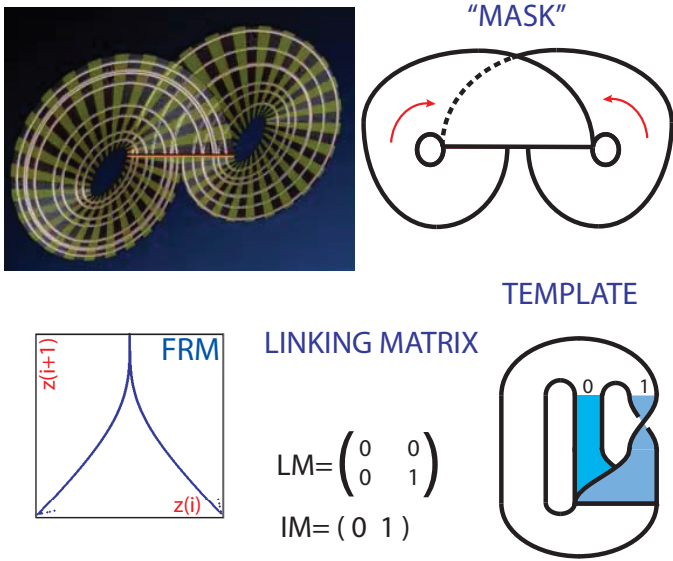 “MASK”
TEMPLATE
FRM
z(i+1)
z(i)
LINKING MATRIX
LM= ( 0 0
0 1 )
IM= ( 0 1 )
0 1